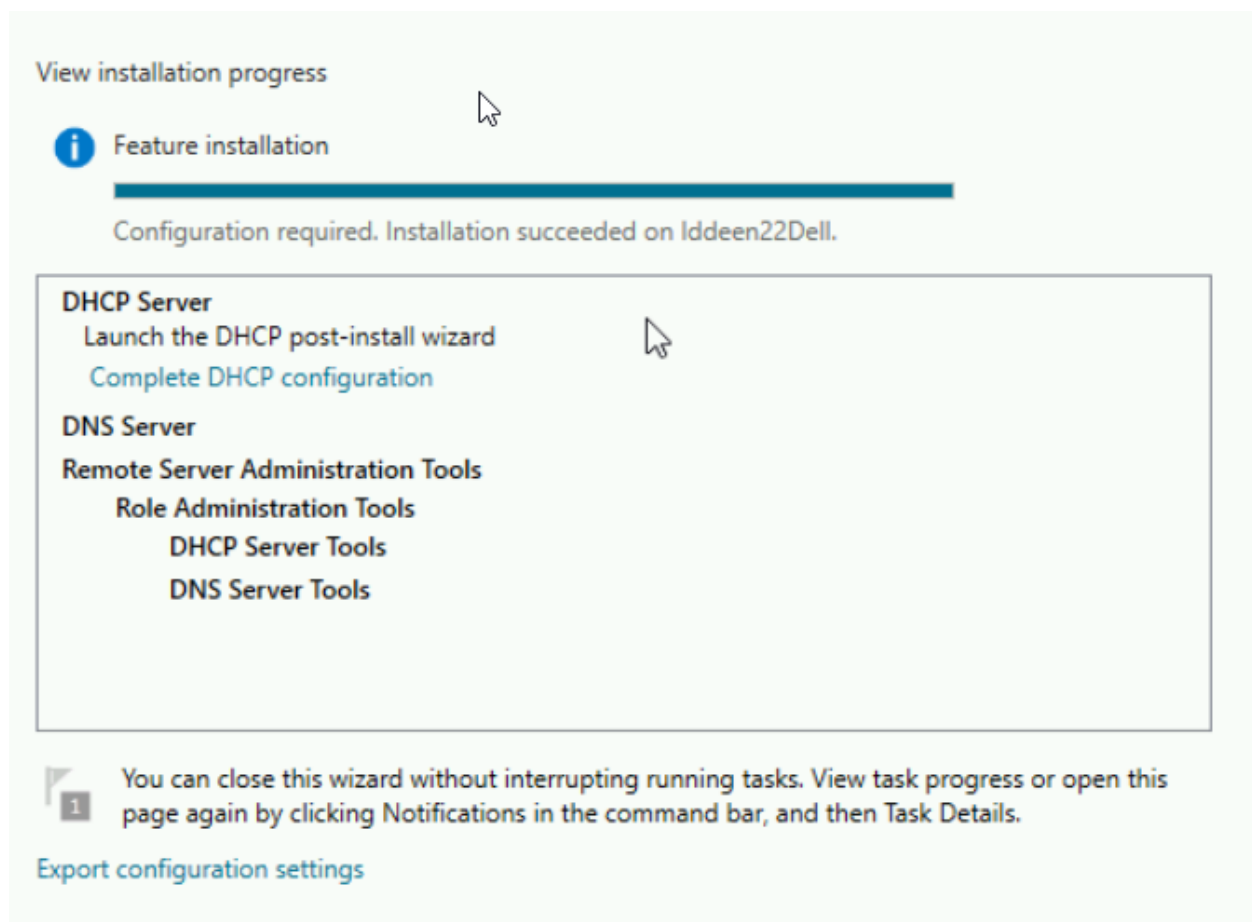 View installation progress
Feature installation
Configuration required. Installation succeeded on Iddeen22Dell.
DHCP Server
Launch the DHCP post-install wizard
Complete DHCP configuration
DNS Server
Remote Server Administration Tools
Role Administration Tools
DHCP Server Tools
DNS Server Tools
You can close this wizard without interrupting running tasks. View task progress or open this
1
page again by clicking Notifications in the command bar, and then Task Details.
Export configuration settings